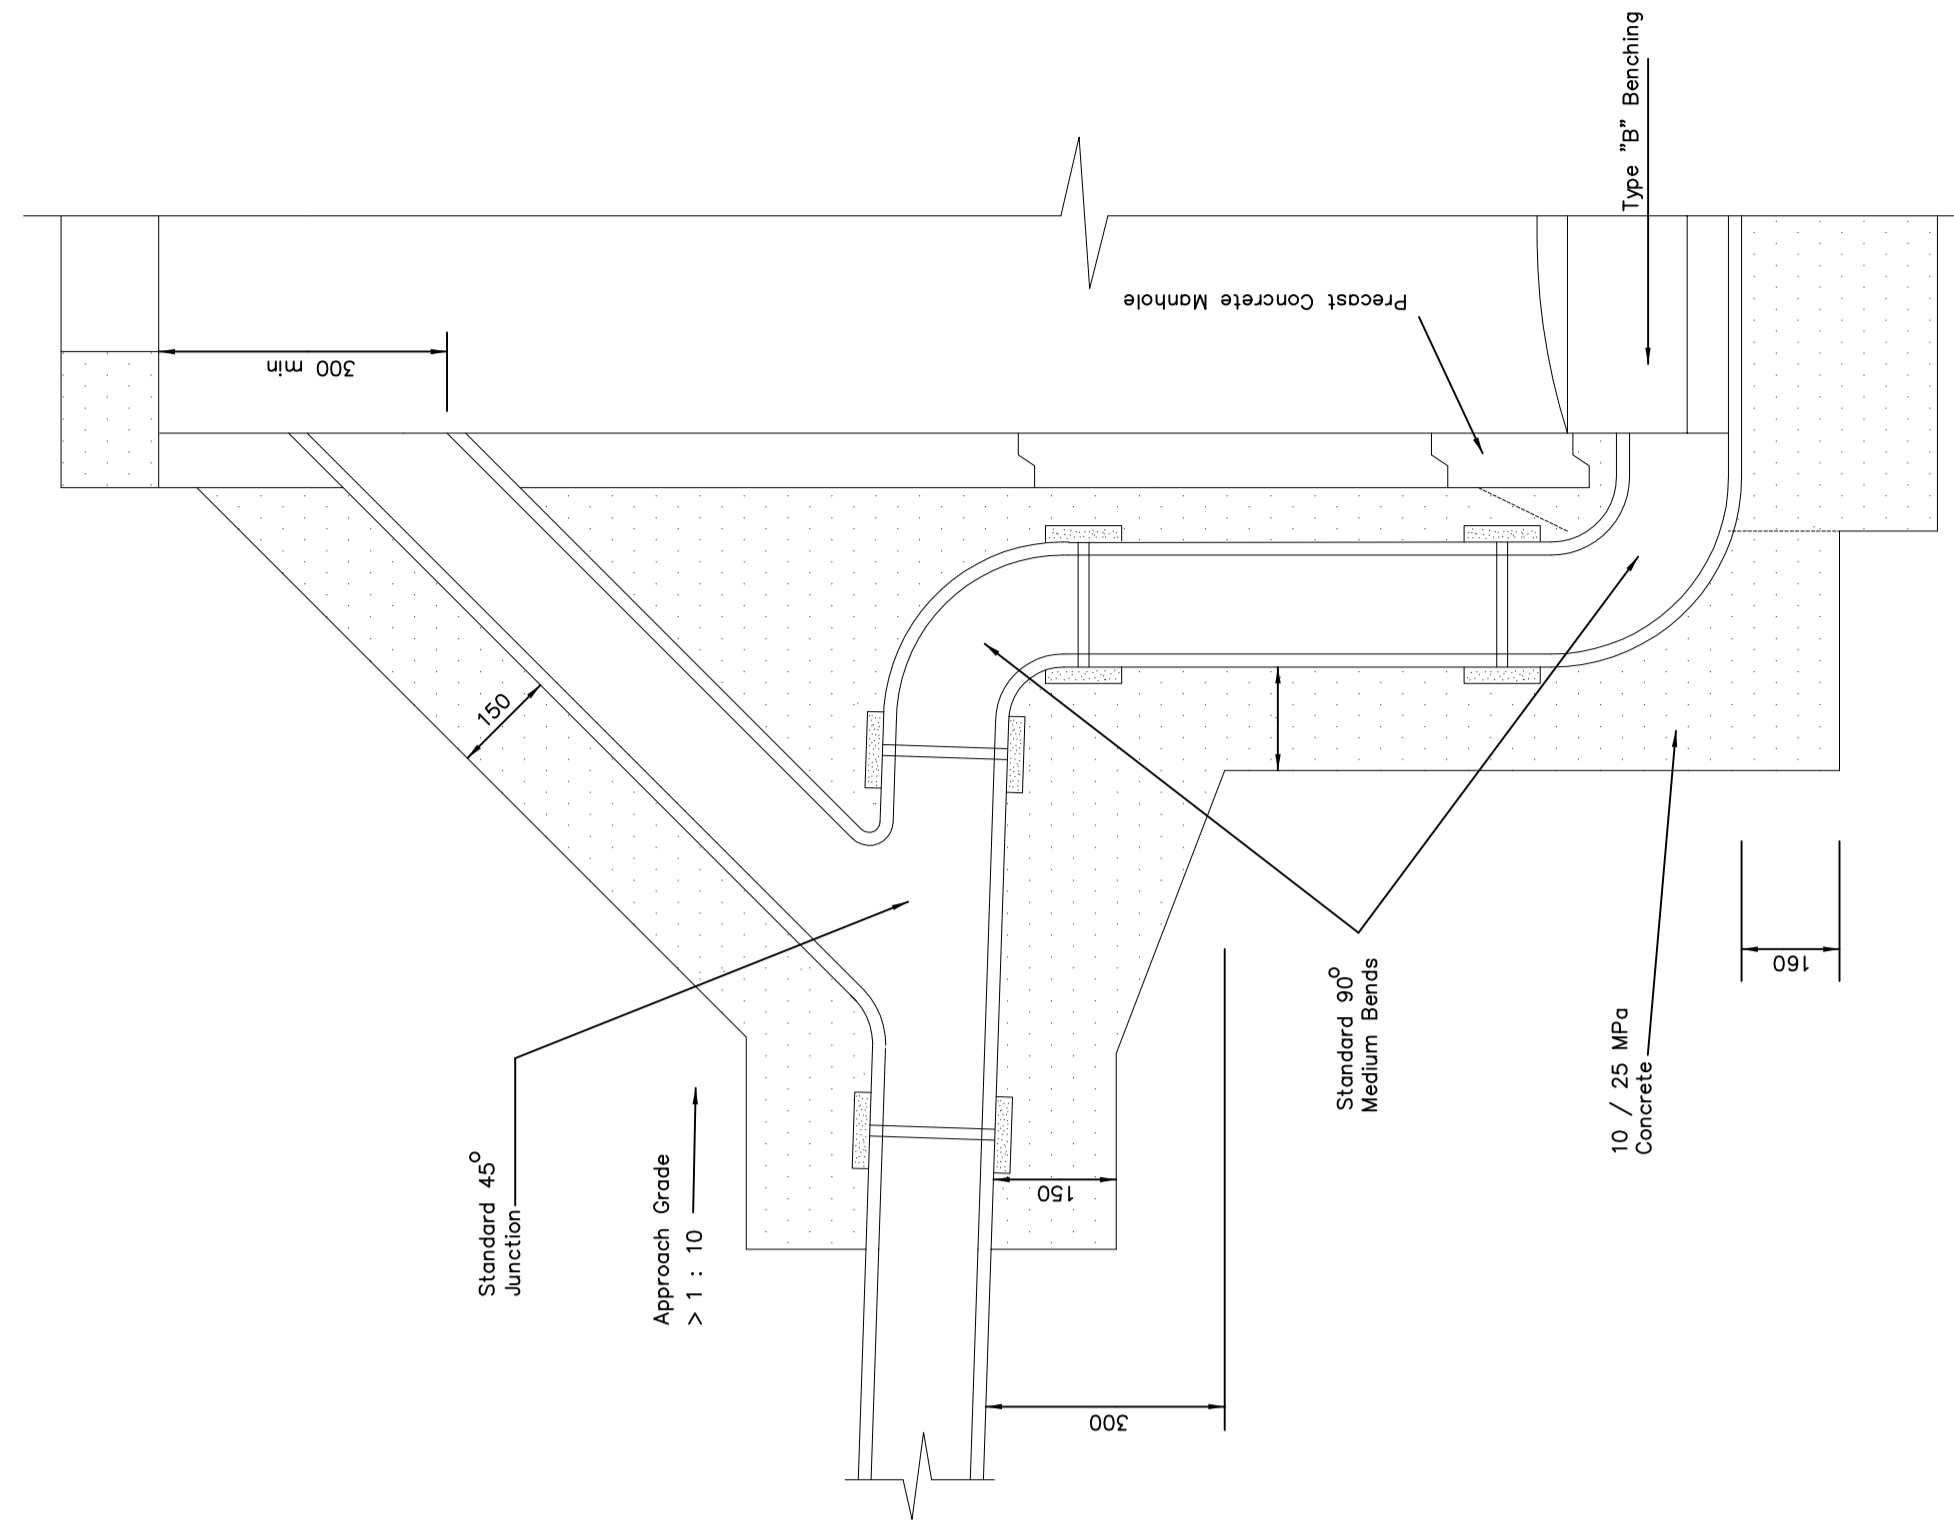 Type "B" Benching
Precast Concrete Manhole
300 min
150
Standard 45°
Junction
Approach Grade
> 1 : 10
150
300
Standard 90°
Medium Bends
10 / 25 MPa
Concrete
160